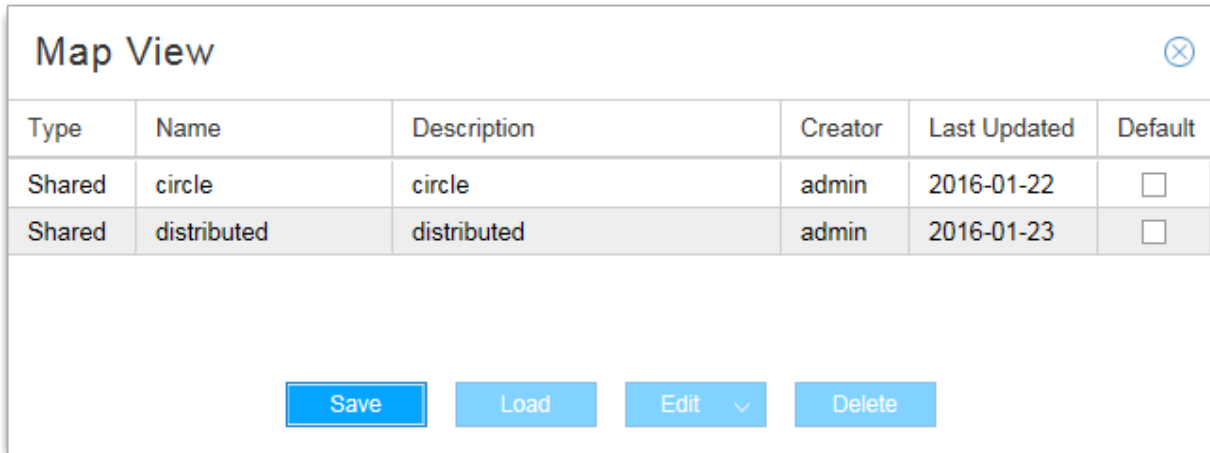 Map View
Type Name Description Creator Last Updated Default
Shared circle circle admin 2016-01-22
Shared distributed distributed admin 2016-01-23
Save Load Edit Delete